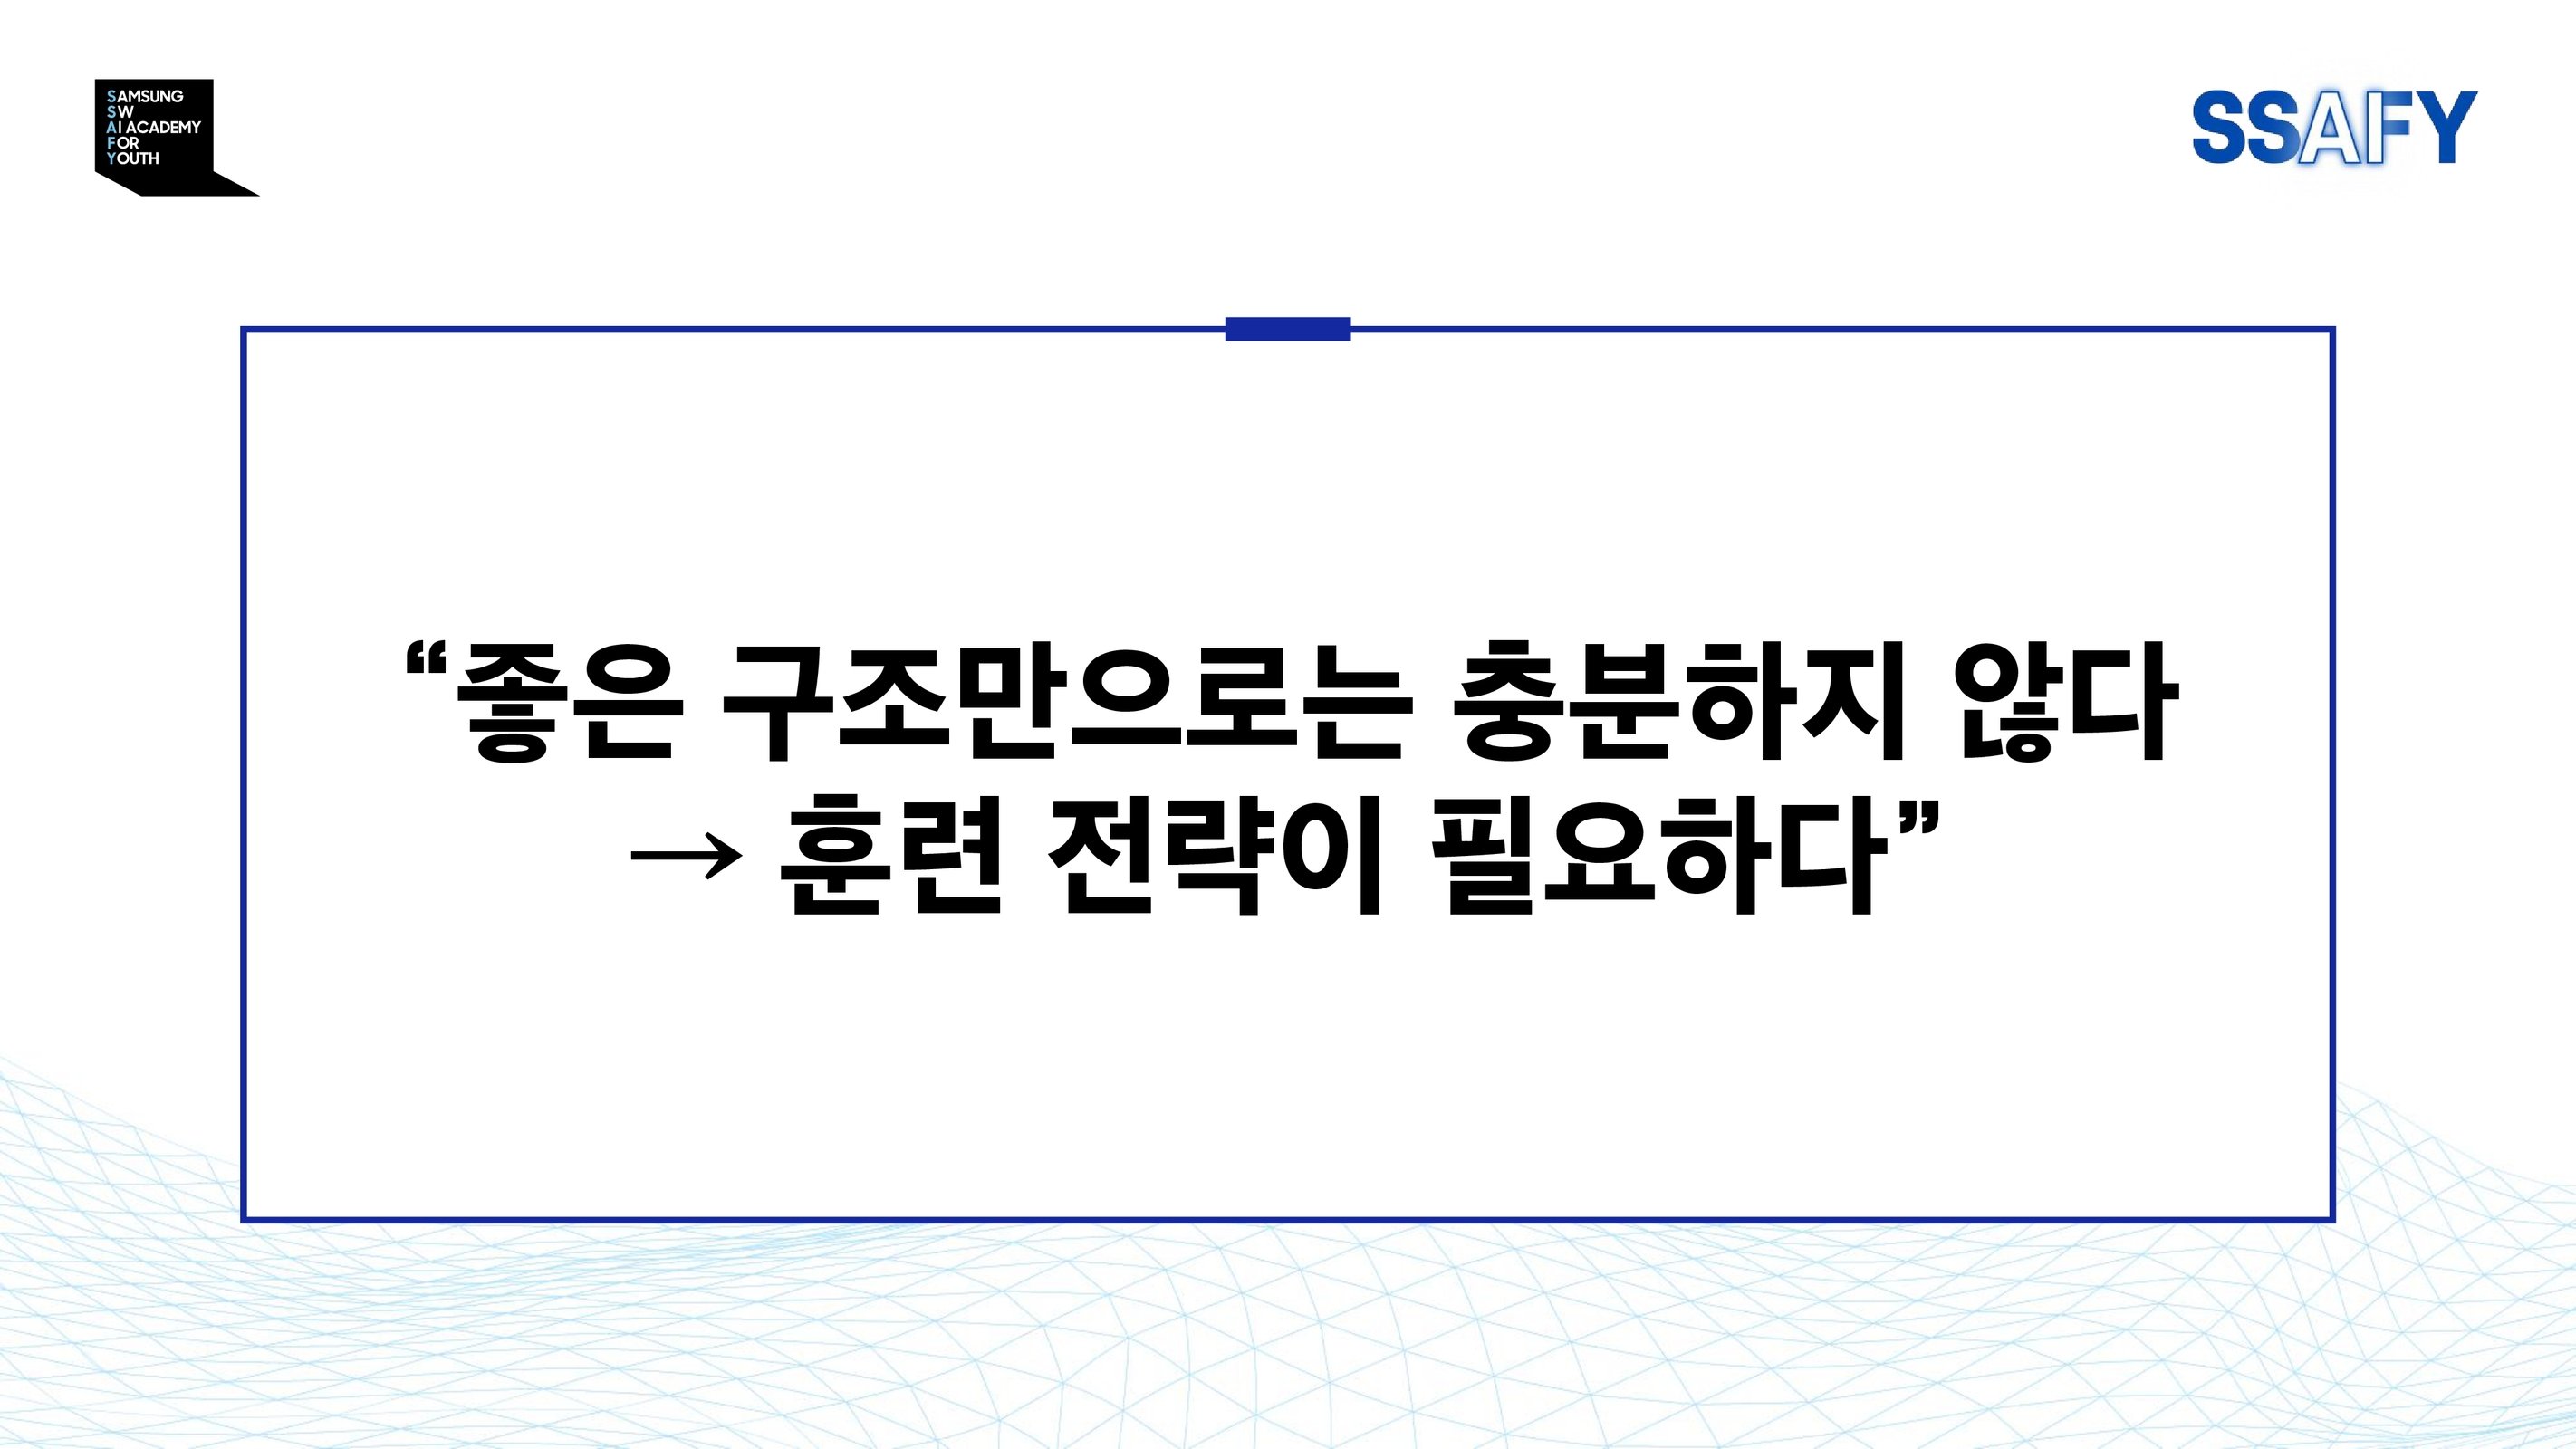 SAMSUNG
SW
AI ACADEMY
FOR
YOUTH
SSAFY
“좋은 구조만으로는 충분하지 않다
→ 훈련 전략이 필요하다”